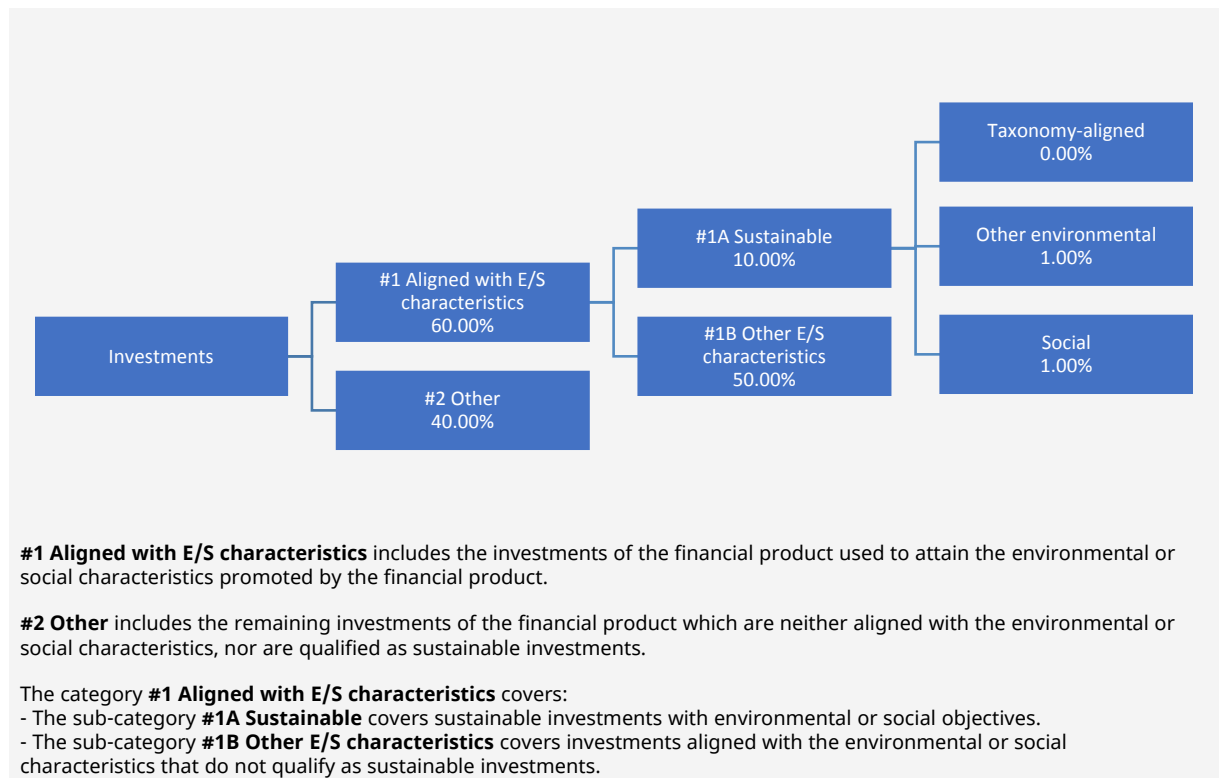 Investments
#1 Aligned with E/S
characteristics
60.00%
#2 Other
40.00%
#1A Sustainable
10.00%
#1B Other E/S
characteristics
50.00%
Taxonomy-aligned
0.00%
Other environmental
1.00%
Social
1.00%
#1 Aligned with E/S characteristics includes the investments of the financial product used to attain the environmental or
social characteristics promoted by the financial product.
#2 Other includes the remaining investments of the financial product which are neither aligned with the environmental or
social characteristics, nor are qualified as sustainable investments.
The category #1 Aligned with E/S characteristics covers:
- The sub-category #1A Sustainable covers sustainable investments with environmental or social objectives.
- The sub-category #1B Other E/S characteristics covers investments aligned with the environmental or social
characteristics that do not qualify as sustainable investments.